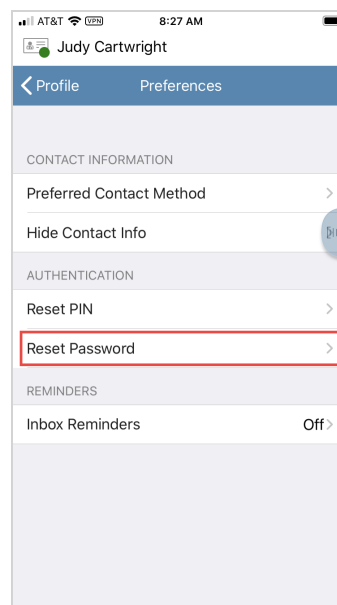 AT&T VPN 8:27 AM
Judy Cartwright
Profile Preferences
CONTACT INFORMATION
Preferred Contact Method
Hide Contact Info
AUTHENTICATION
Reset PIN
Reset Password
REMINDERS
Inbox Reminders Off